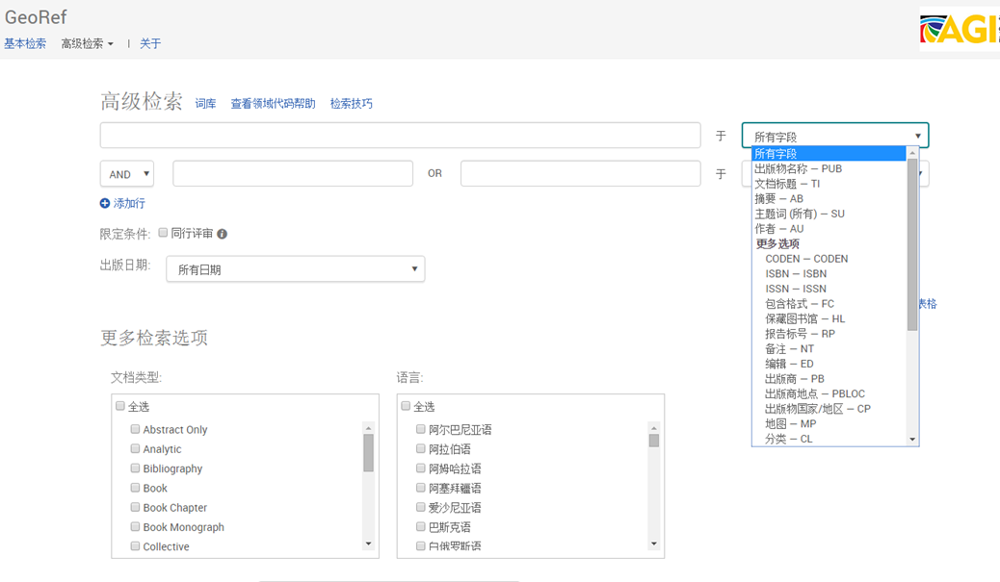 GeoRef
基本检索 高级检索 | 关于
AGI
高级检索 词库 查看领域代码帮助 检索技巧
于 所有字段
AND OR 于
添加行
限定条件: 同行评审
出版日期: 所有日期
所有字段
出版物名称 – PUB
文档标题 – TI
摘要 – AB
主题词 (所有) – SU
作者 – AU
更多选项
CODEN – CODEN
ISBN – ISBN
ISSN – ISSN
包含格式 – FC
保藏图书馆 – HL
报告标号 – RP
备注 – NT
编辑 – ED
出版商 – PB
出版商地点 – PBLOC
出版物国家/地区 – CP
地图 – MP
分类 – CL
表格
更多检索选项
文档类型:
全选
Abstract Only
Analytic
Bibliography
Book
Book Chapter
Book Monograph
Collective
语言:
全选
阿尔巴尼亚语
阿拉伯语
阿姆哈拉语
阿塞拜疆语
爱沙尼亚语
巴斯克语
白俄罗斯语